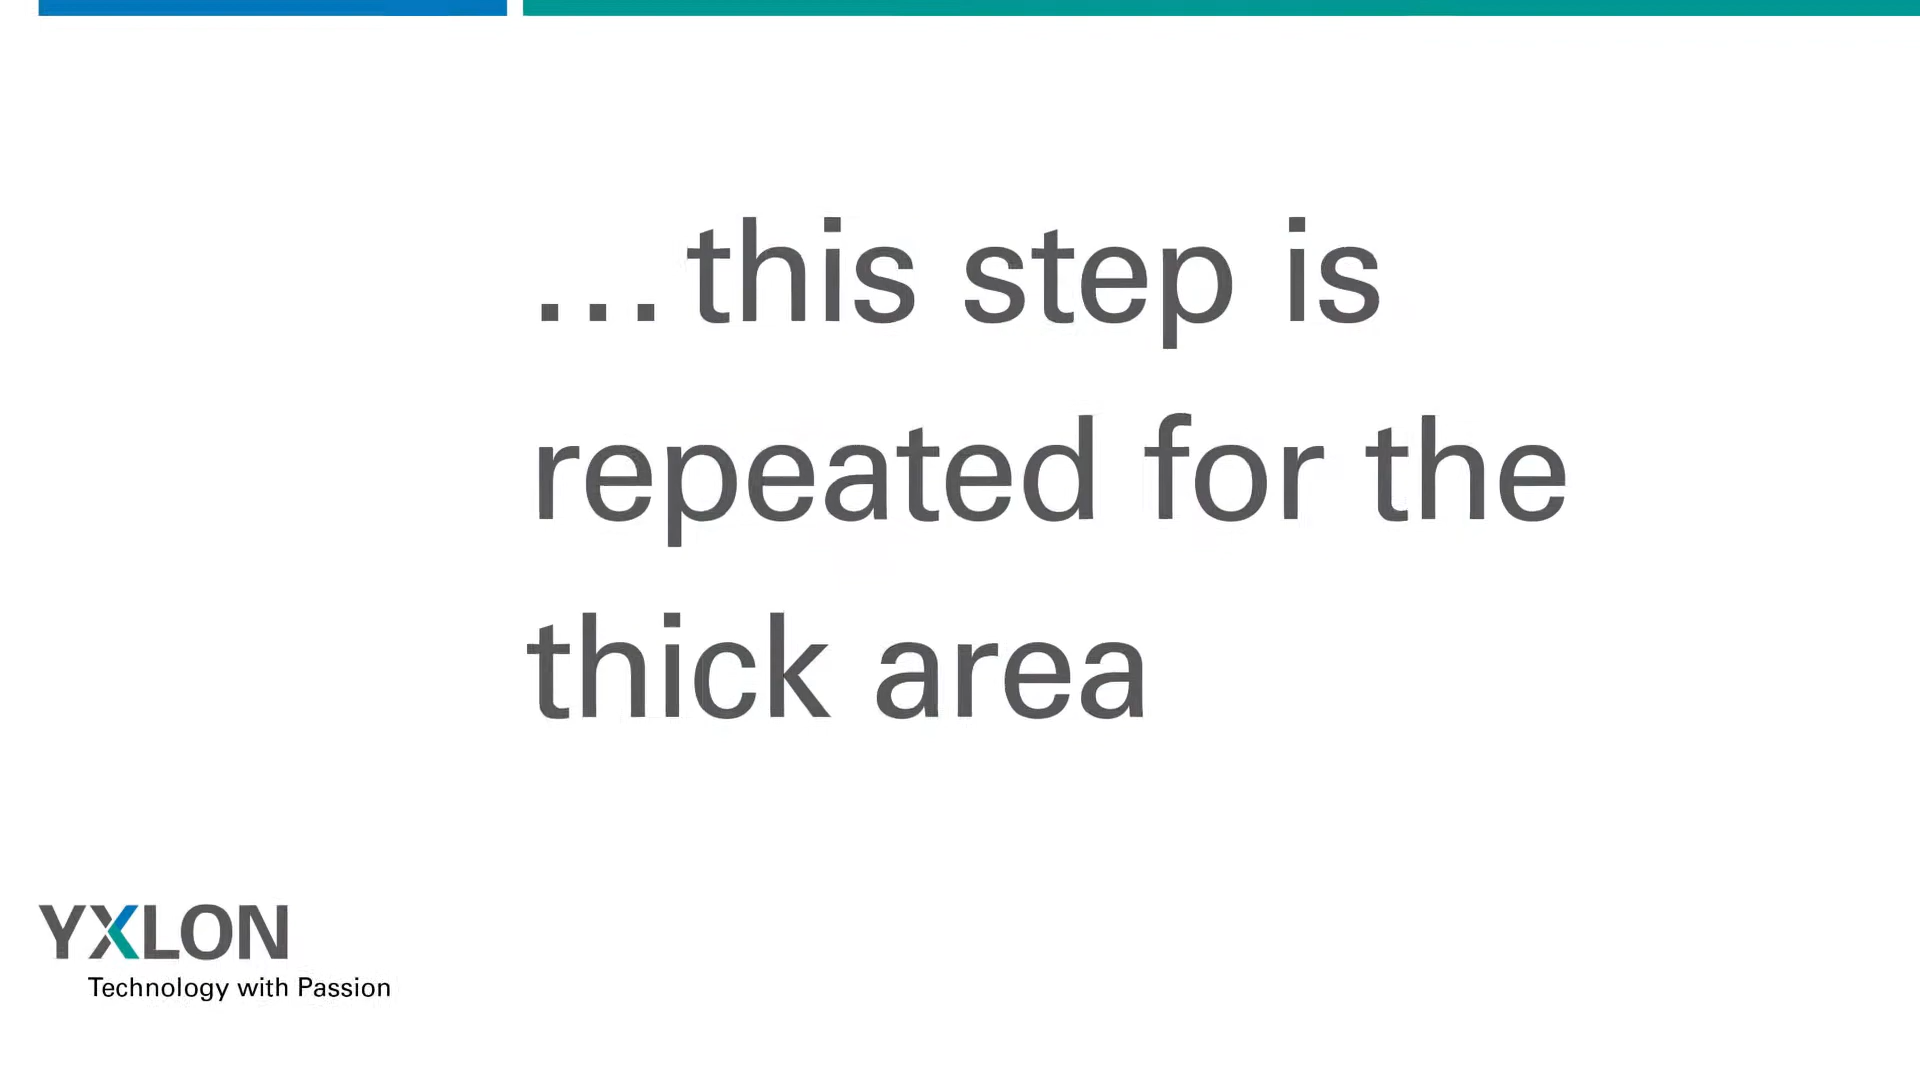 ...this step is
repeated for the
thick area
YXLON
Technology with Passion